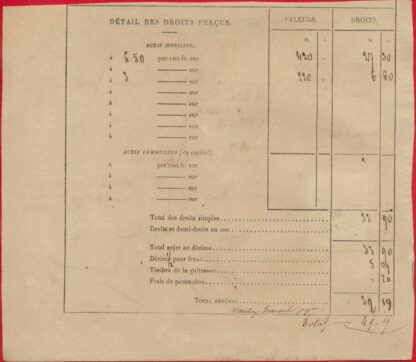 DÉTAIL DES DROITS PERÇUS. VALEURS. DROITS.
ACTIF MOBILIER.
à 6.50 par 100 fr. sur 420 27 30
à 3 sur 220 6 60
à sur
à sur
à sur
à sur
à sur
ACTIF IMMOBILIER (en capital).
à par 100 fr. sur
à sur
à sur
à sur
Total des droits simples 33 90
Droits et demi-droits en sus
Total sujet au décime 33 90
Décime pour franc 5 09
Timbre de la quittance 20
Frais de poursuites
TOTAL GÉNÉRAL 39 19
Total 45 19